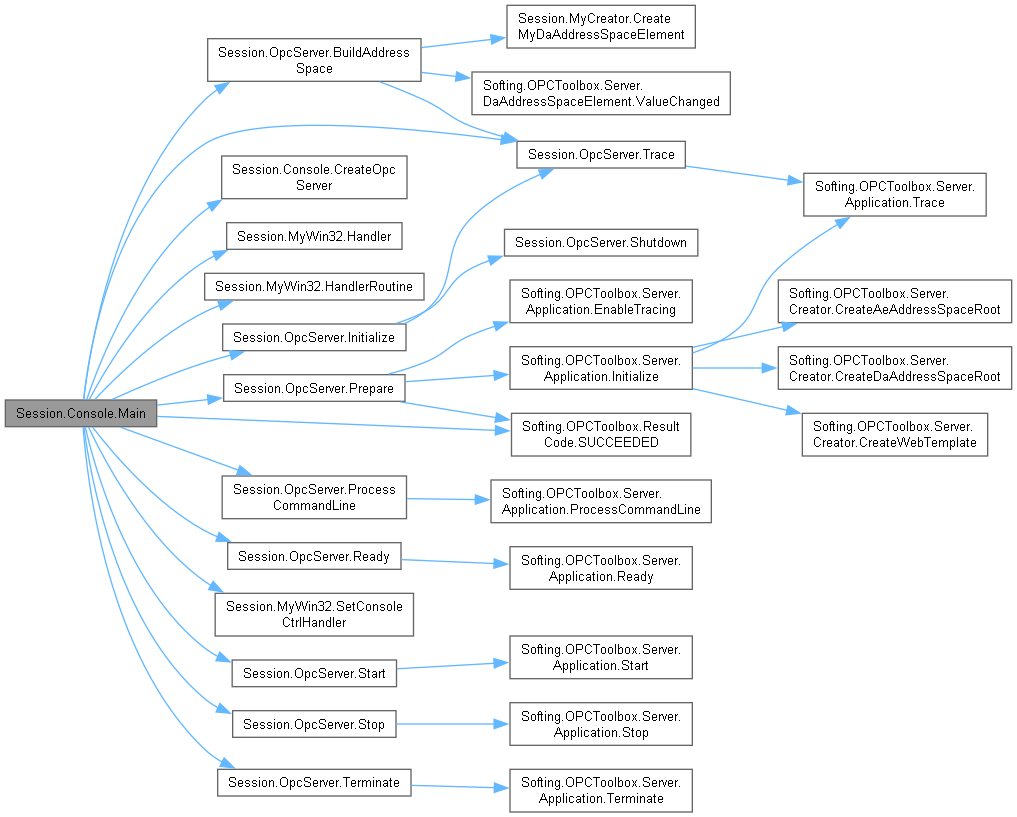 Session.Console.Main
Session.OpcServer.BuildAddress
Space
Session.Console.CreateOpc
Server
Session.MyWin32.Handler
Session.MyWin32.HandlerRoutine
Session.OpcServer.Initialize
Session.OpcServer.Prepare
Session.OpcServer.Process
CommandLine
Session.OpcServer.Ready
Session.MyWin32.SetConsole
CtrlHandler
Session.OpcServer.Start
Session.OpcServer.Stop
Session.OpcServer.Terminate
Session.MyCreator.Create
MyDaAddressSpaceElement
Softing.OPCToolbox.Server.
DaAddressSpaceElement.ValueChanged
Session.OpcServer.Trace
Session.OpcServer.Shutdown
Softing.OPCToolbox.Server.
Application.EnableTracing
Softing.OPCToolbox.Server.
Application.Initialize
Softing.OPCToolbox.Result
Code.SUCCEEDED
Softing.OPCToolbox.Server.
Application.ProcessCommandLine
Softing.OPCToolbox.Server.
Application.Ready
Softing.OPCToolbox.Server.
Application.Start
Softing.OPCToolbox.Server.
Application.Stop
Softing.OPCToolbox.Server.
Application.Terminate
Softing.OPCToolbox.Server.
Application.Trace
Softing.OPCToolbox.Server.
Creator.CreateAeAddressSpaceRoot
Softing.OPCToolbox.Server.
Creator.CreateDaAddressSpaceRoot
Softing.OPCToolbox.Server.
Creator.CreateWebTemplate